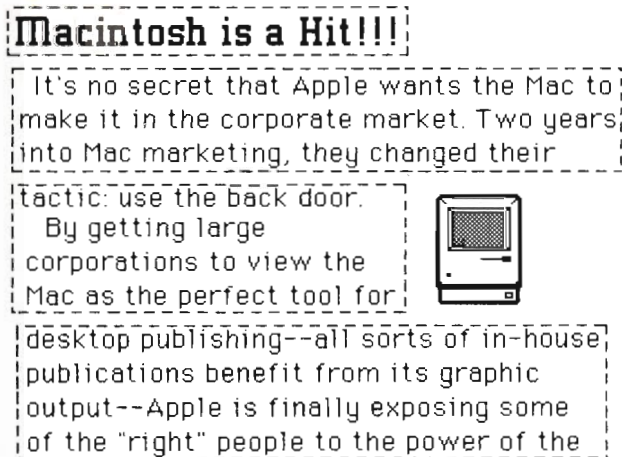 Macintosh is a Hit!!!
It's no secret that Apple wants the Mac to
make it in the corporate market. Two years
into Mac marketing, they changed their
tactic: use the back door.
By getting large
corporations to view the
Mac as the perfect tool for
desktop publishing--all sorts of in-house
publications benefit from its graphic
output--Apple is finally exposing some
of the "right" people to the power of the